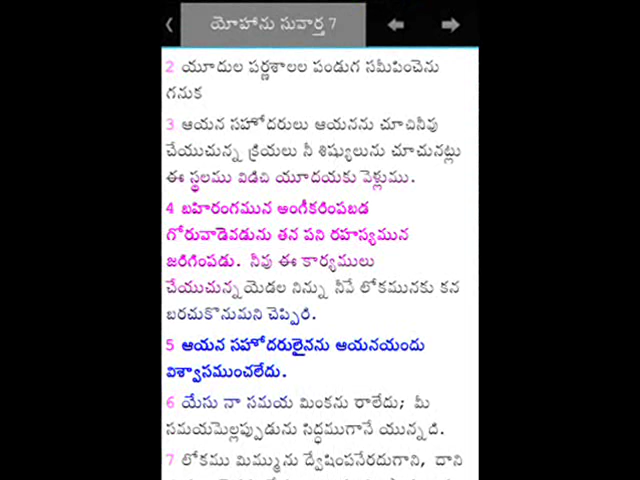 యోహాను సువార్త 7
2 యూదుల పర్ణశాలల పండుగ సమీపించెను
గనుక
3 ఆయన సహోదరులు ఆయనను చూచినీవు
చేయుచున్న క్రియలు నీ శిష్యులును చూచునట్లు
ఈ స్థలము విడిచి యూదయకు వెళ్లుము.
4 బహిరంగమున అంగీకరింపబడ
గోరువాడెవడును తన పని రహస్యమున
జరిగింపడు. నీవు ఈ కార్యములు
చేయుచున్న యెడల నిన్ను నీవే లోకమునకు కన
బరచుకొనుమని చెప్పిరి.
5 ఆయన సహోదరులైనను ఆయనయందు
విశ్వాసముంచలేదు.
6 యేసు నా సమయ మింకను రాలేదు; మీ
సమయమెల్లప్పుడును సిద్ధముగానే యున్న ది.
7 లోకము మిమ్మును ద్వేషింపనేరదుగాని, దాని